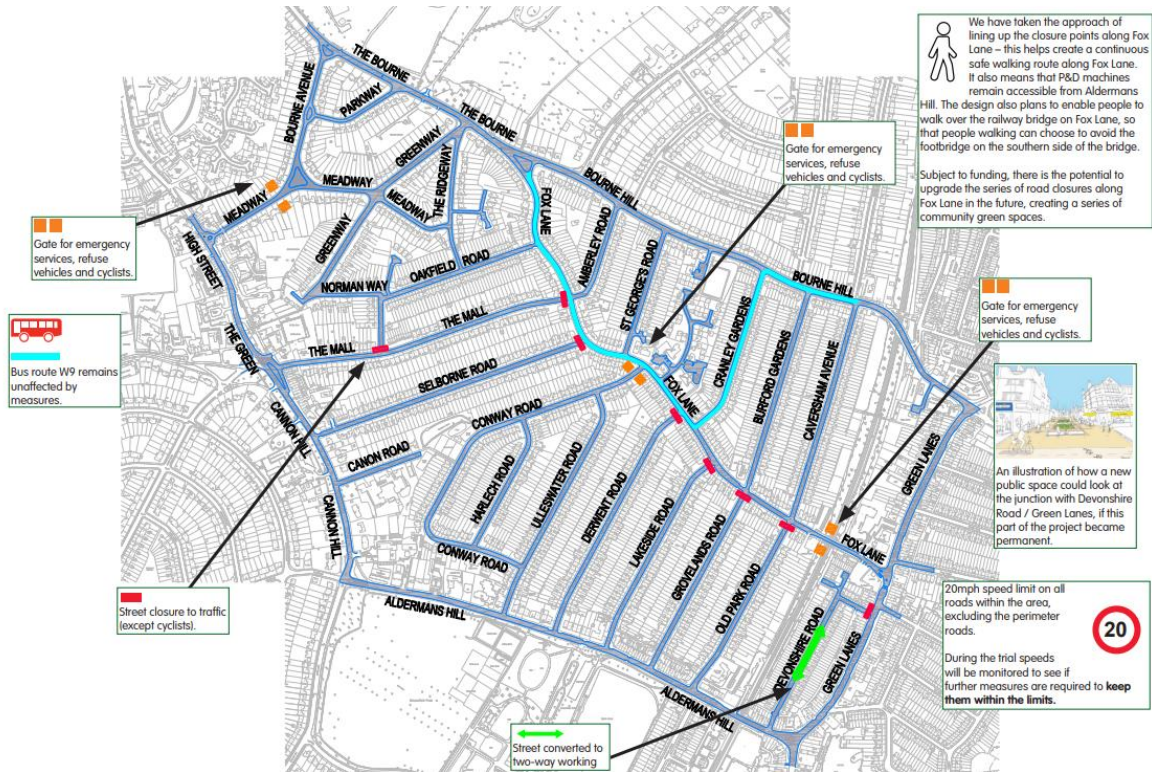 THE BOURNE
BOURNE AVENUE
PARKWAY
THE BOURNE
GREENWAY
MEADWAY
THE RIDGEWAY
MEADWAY
MEADWAY
GREENWAY
HIGH STREET
NORMAN WAY
OAKFIELD ROAD
FOX LANE
BOURNE HILL
AMBERLEY ROAD
ST GEORGE'S ROAD
BOURNE HILL
THE MALL
THE MALL
THE GREEN
SELBORNE ROAD
CRANLEY GARDENS
BURFORD GARDENS
CAVERSHAM AVENUE
FOX LANE
CONWAY ROAD
CANNON HILL
CANON ROAD
HARLECH ROAD
ULLESWATER ROAD
DERWENT ROAD
LAKESIDE ROAD
GROVELANDS ROAD
OLD PARK ROAD
GREEN LANES
FOX LANE
CANNON HILL
CONWAY ROAD
ALDERMANS HILL
DEVONSHIRE ROAD
GREEN LANES
ALDERMANS HILL
Gate for emergency
services, refuse
vehicles and cyclists.
Bus route W9 remains
unaffected by
measures.
Street closure to traffic
(except cyclists).
Street converted to
two-way working
Gate for emergency
services, refuse
vehicles and cyclists.
We have taken the approach of
lining up the closure points along Fox
Lane – this helps create a continuous
safe walking route along Fox Lane.
It also means that P&D machines
remain accessible from Aldermans
Hill. The design also plans to enable people to
walk over the railway bridge on Fox Lane, so
that people walking can choose to avoid the
footbridge on the southern side of the bridge.
Subject to funding, there is the potential to
upgrade the series of road closures along
Fox Lane in the future, creating a series of
community green spaces.
Gate for emergency
services, refuse
vehicles and cyclists.
An illustration of how a new
public space could look at
the junction with Devonshire
Road / Green Lanes, if this
part of the project became
permanent.
20mph speed limit on all
roads within the area,
excluding the perimeter
roads.
20
During the trial speeds
will be monitored to see if
further measures are required to keep
them within the limits.